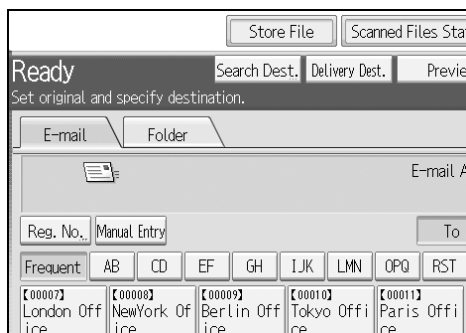 Store File Scanned Files Stat
Ready Search Dest. Delivery Dest. Previe
Set original and specify destination.
E-mail Folder
E-mail A
Reg. No. Manual Entry To
Frequent AB CD EF GH IJK LMN OPQ RST
【00007】 【00008】 【00009】 【00010】 【00011】
London Off NewYork Of Berlin Off Tokyo Offi Paris Offi
ice ice ice ce ce